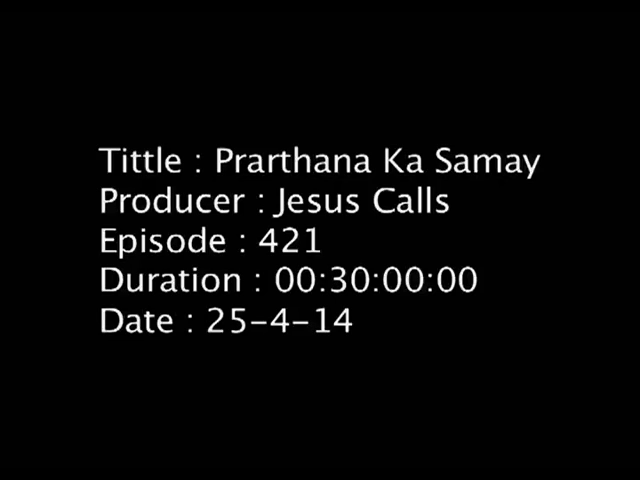 Tittle : Prarthana Ka Samay
Producer : Jesus Calls
Episode : 421
Duration : 00:30:00:00
Date : 25-4-14